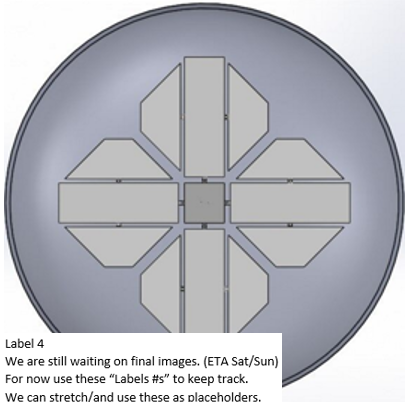 Label 4
We are still waiting on final images. (ETA Sat/Sun)
For now use these “Labels #s” to keep track.
We can stretch/and use these as placeholders.